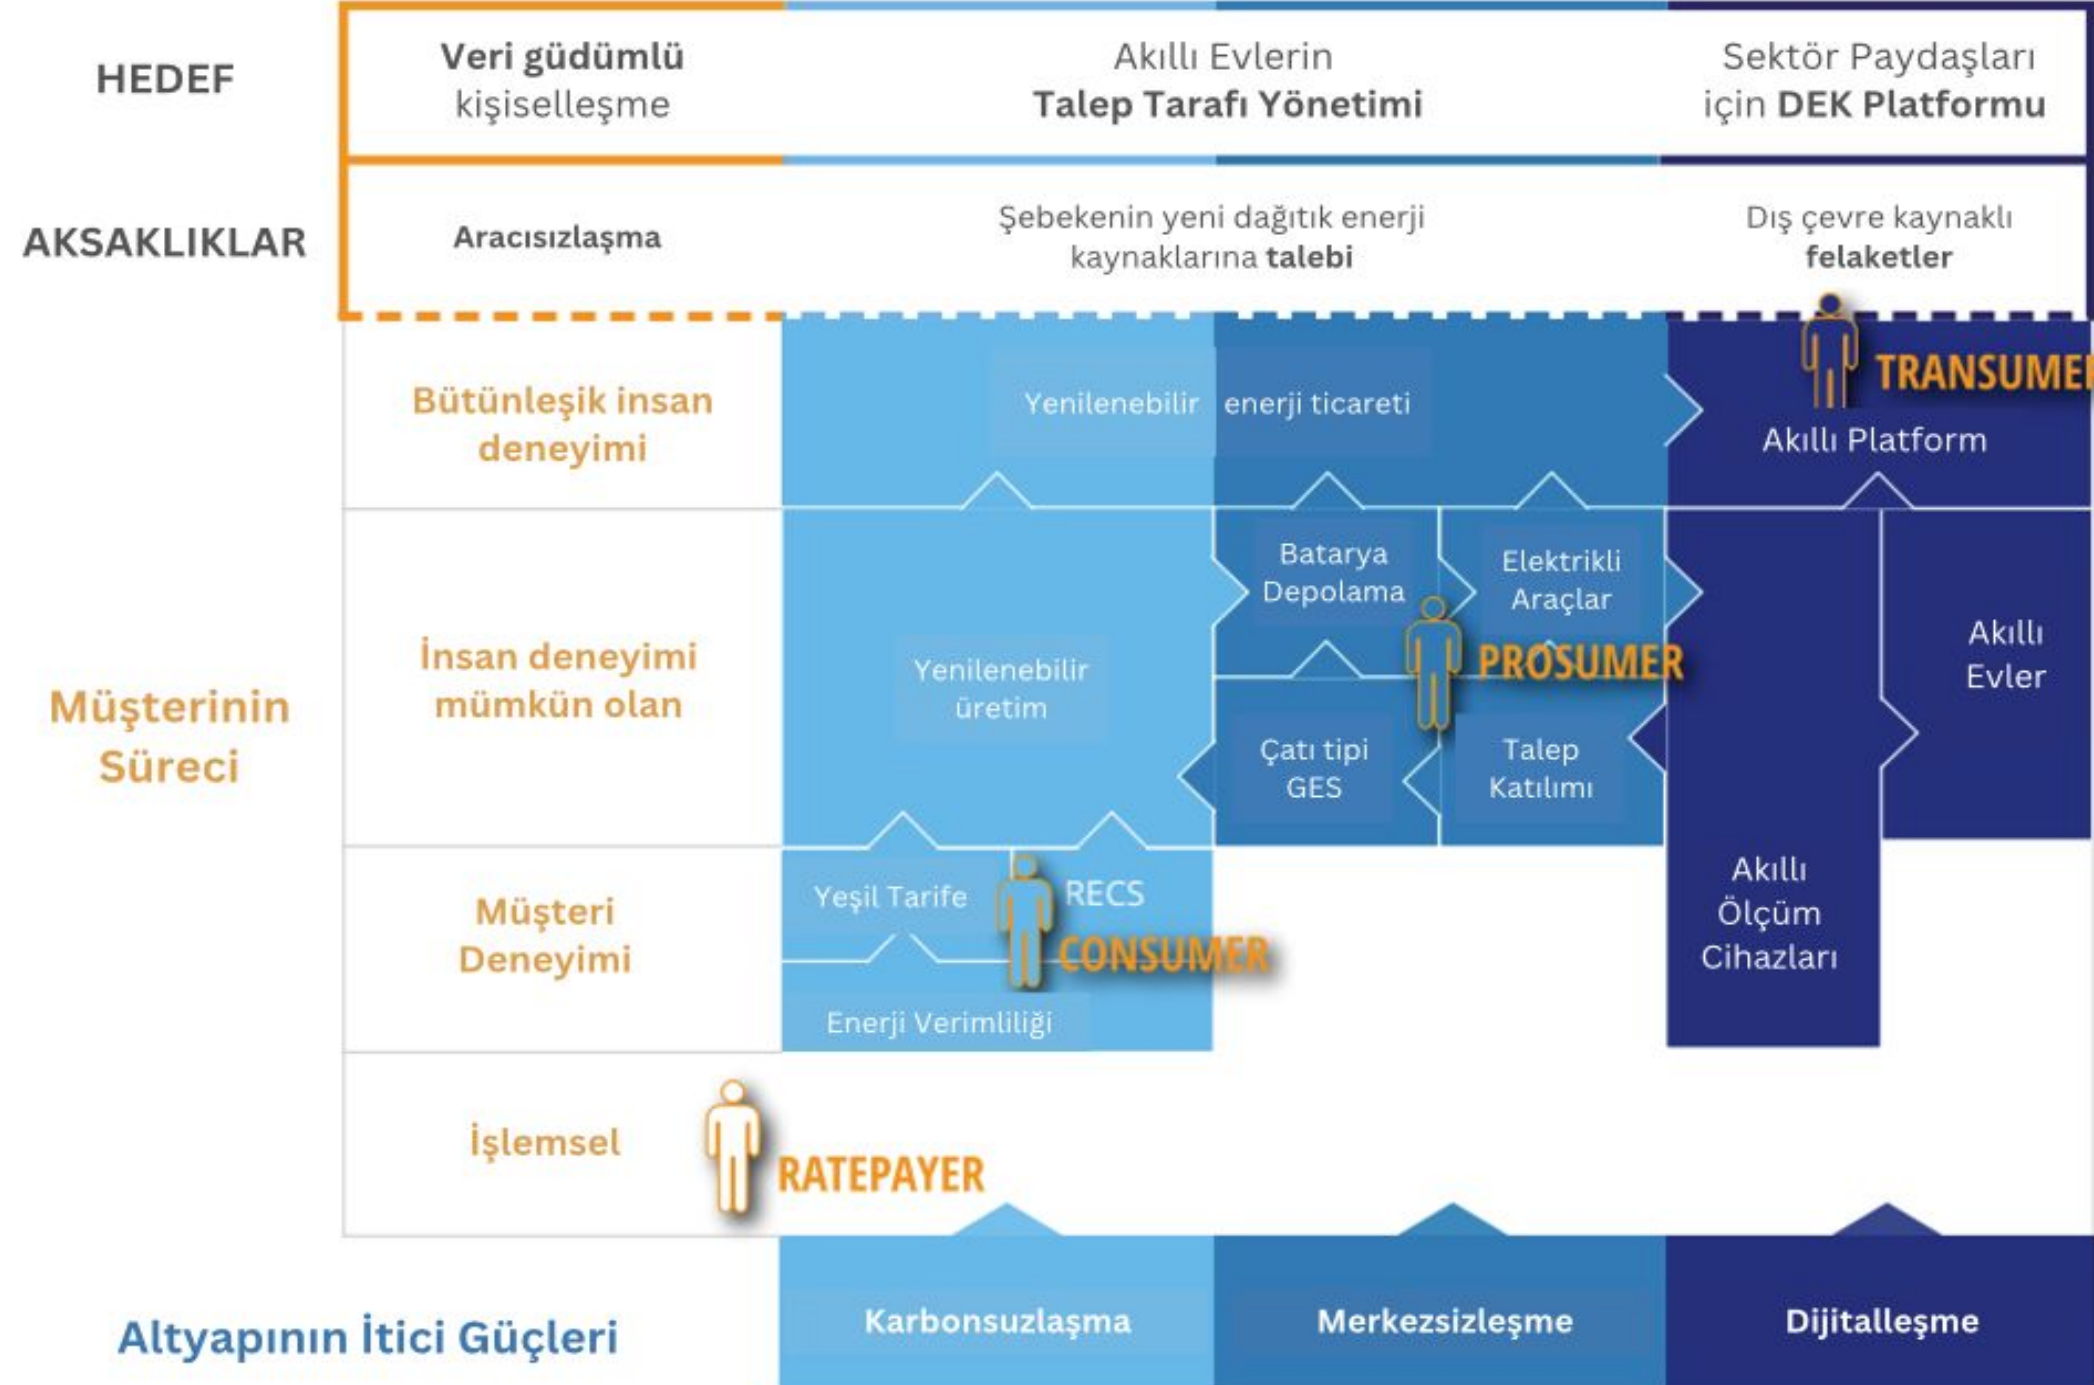 HEDEF
Veri güdümlü
kişiselleşme
Akıllı Evlerin
Talep Tarafı Yönetimi
Sektör Paydaşları
için DEK Platformu
AKSAKLIKLAR
Aracısızlaşma
Şebekenin yeni dağıtık enerji
kaynaklarına talebi
Dış çevre kaynaklı
felaketler
Müşterinin
Süreci
Bütünleşik insan
deneyimi
Yenilenebilir enerji ticareti
TRANSUMER
Akıllı Platform
İnsan deneyimi
mümkün olan
Yenilenebilir
üretim
Batarya
Depolama
Elektrikli
Araçlar
PROSUMER
Çatı tipi
GES
Talep
Katılımı
Akıllı
Evler
Akıllı
Ölçüm
Cihazları
Müşteri
Deneyimi
Yeşil Tarife
RECS
CONSUMER
Enerji Verimliliği
İşlemsel
RATEPAYER
Altyapının İtici Güçleri
Karbonsuzlaşma
Merkezsizleşme
Dijitalleşme